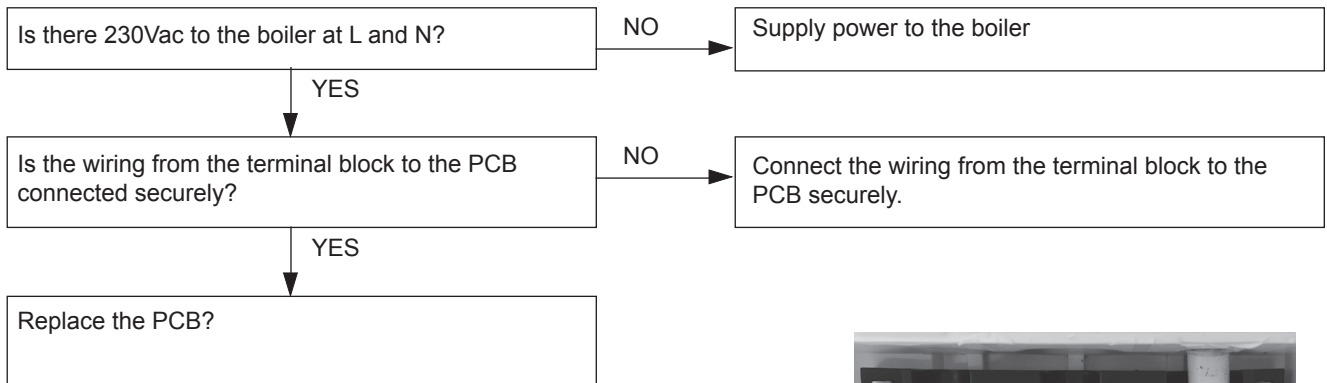 Is there 230Vac to the boiler at L and N?
NO
Supply power to the boiler
YES
Is the wiring from the terminal block to the PCB
connected securely?
NO
Connect the wiring from the terminal block to the
PCB securely.
YES
Replace the PCB?